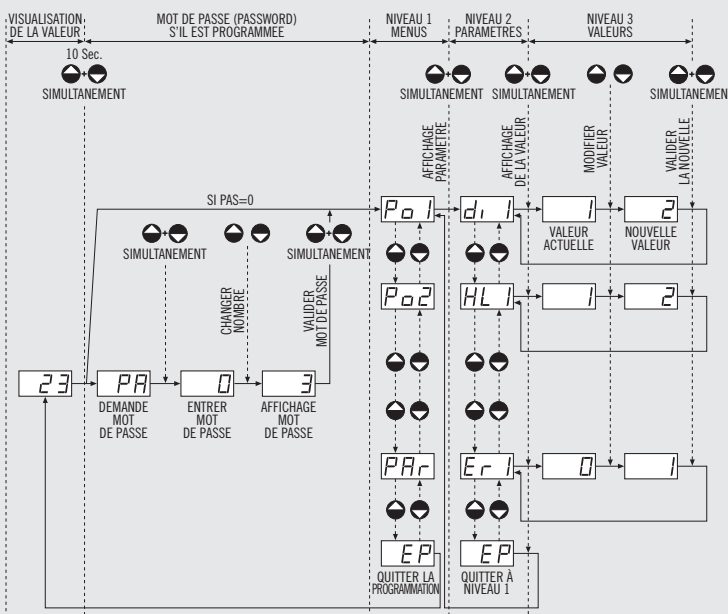 VISUALISATION
DE LA VALEUR
MOT DE PASSE (PASSWORD)
S'IL EST PROGRAMMEE
NIVEAU 1
MENUS
NIVEAU 2
PARAMETRES
NIVEAU 3
VALEURS
10 Sec.
SIMULTANEMENT
SIMULTANEMENT
SIMULTANEMENT
SIMULTANEMEN
AFFICHAGE
PARAMETRE
AFFICHAGE
DE LA VALEUR
MODIFIER
VALEUR
VALIDER
LA NOUVELLE
SI PAS=0
Po1
di1
1
2
VALEUR
ACTUELLE
NOUVELLE
VALEUR
SIMULTANEMENT
SIMULTANEMENT
CHANGER
NOMBRE
VALIDER
MOT DE PASSE
Po2
HL1
1
2
23
PA
0
3
DEMANDE
MOT
DE PASSE
ENTRER
MOT
DE PASSE
AFFICHAGE
MOT
DE PASSE
PAr
Er1
0
1
EP
EP
QUITTER LA
PROGRAMMATION
QUITTER À
NIVEAU 1